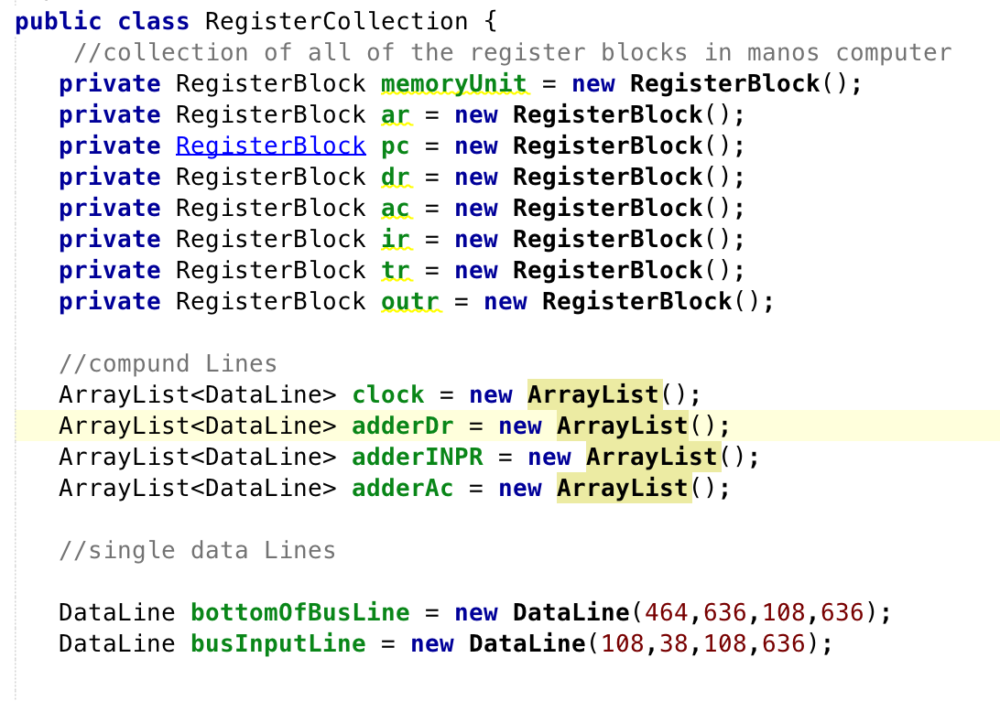 public class RegisterCollection {
//collection of all of the register blocks in manos computer
private RegisterBlock memoryUnit = new RegisterBlock();
private RegisterBlock ar = new RegisterBlock();
private RegisterBlock pc = new RegisterBlock();
private RegisterBlock dr = new RegisterBlock();
private RegisterBlock ac = new RegisterBlock();
private RegisterBlock ir = new RegisterBlock();
private RegisterBlock tr = new RegisterBlock();
private RegisterBlock outr = new RegisterBlock();
//compund Lines
ArrayList<DataLine> clock = new ArrayList();
ArrayList<DataLine> adderDr = new ArrayList();
ArrayList<DataLine> adderINPR = new ArrayList();
ArrayList<DataLine> adderAc = new ArrayList();
//single data Lines
DataLine bottomOfBusLine = new DataLine(464,636,108,636);
DataLine busInputLine = new DataLine(108,38,108,636);